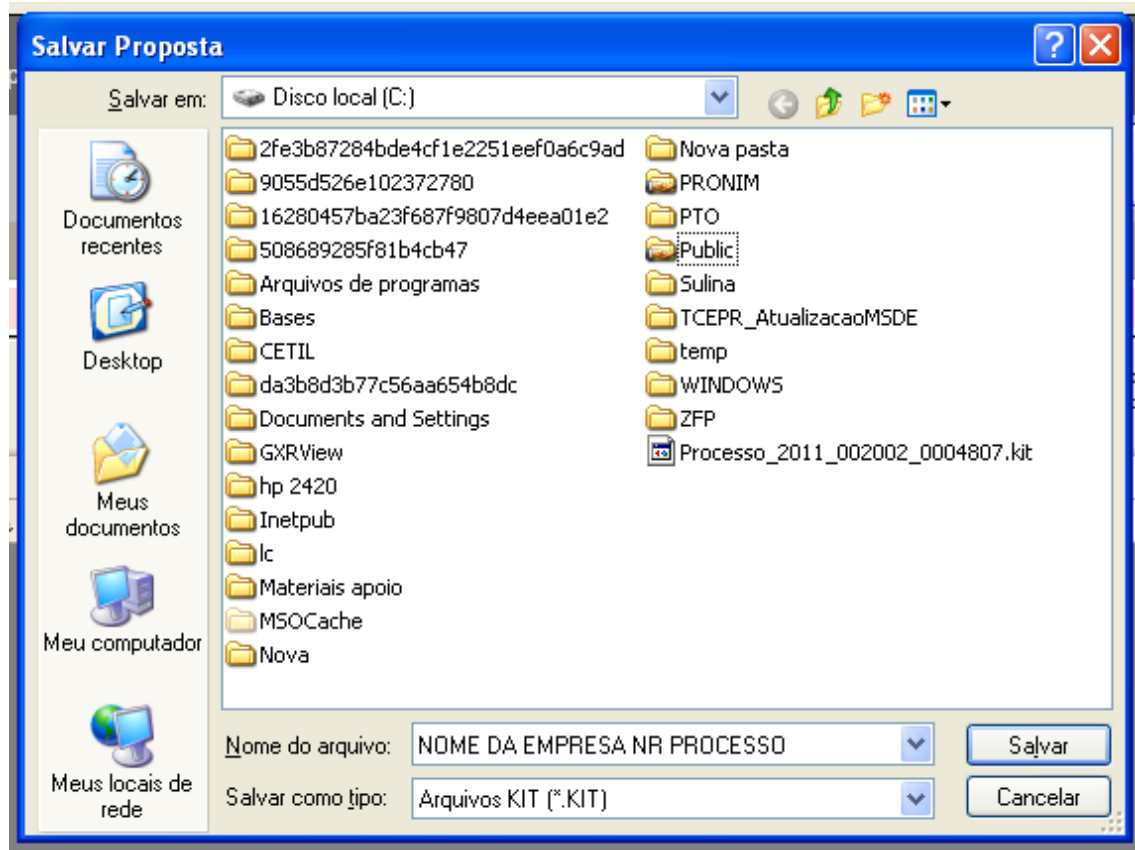 Salvar Proposta
Salvar em:
Disco local (C:)
Documentos
recentes
Desktop
Meus
documentos
Meu computador
Meus locais de
rede
2fe3b87284bde4cf1e2251eef0a6c9ad
9055d526e102372780
16280457ba23f687f9807d4eea01e2
508689285f81b4cb47
Arquivos de programas
Bases
CETIL
da3b8d3b77c56aa654b8dc
Documents and Settings
GXRView
hp 2420
Inetpub
lc
Materiais apoio
MSOCache
Nova
Nova pasta
PRONIM
PTO
Public
Sulina
TCEPR_AtualizacaoMSDE
temp
WINDOWS
ZFP
Processo_2011_002002_0004807.kit
Nome do arquivo:
NOME DA EMPRESA NR PROCESSO
Salvar
Salvar como tipo:
Arquivos KIT (*.KIT)
Cancelar